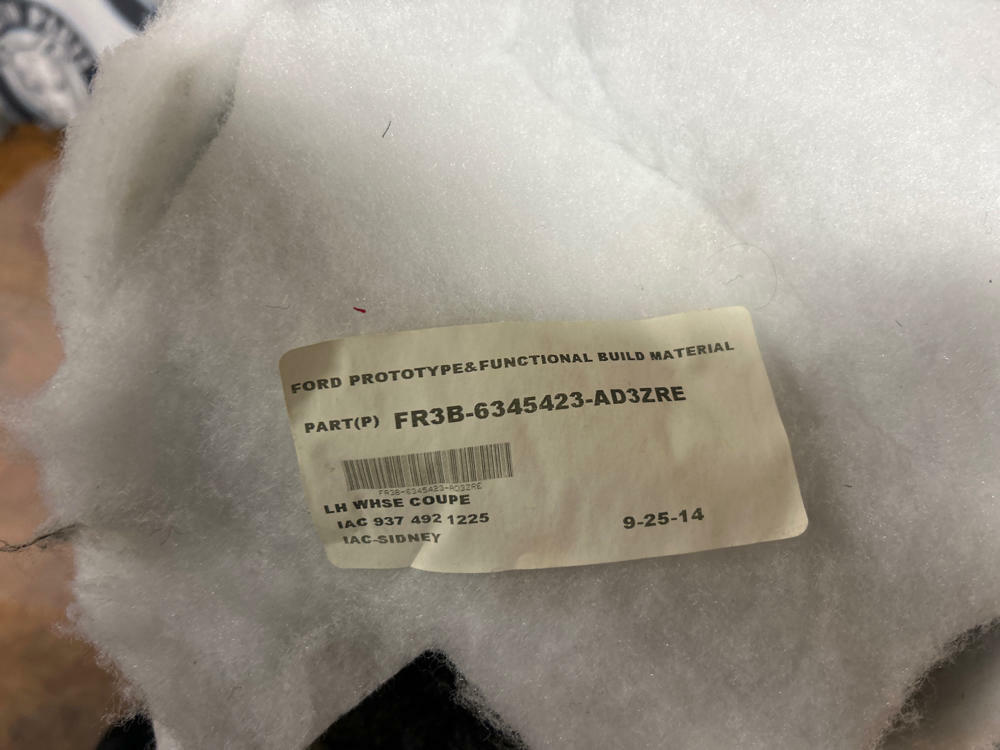 FORD PROTOTYPE&FUNCTIONAL BUILD MATERIAL
PART(P) FR3B-6345423-AD3ZRE
FR3B-6345423-AD3ZRE
LH WHSE COUPE
IAC 937 492 1225
IAC-SIDNEY
9-25-14